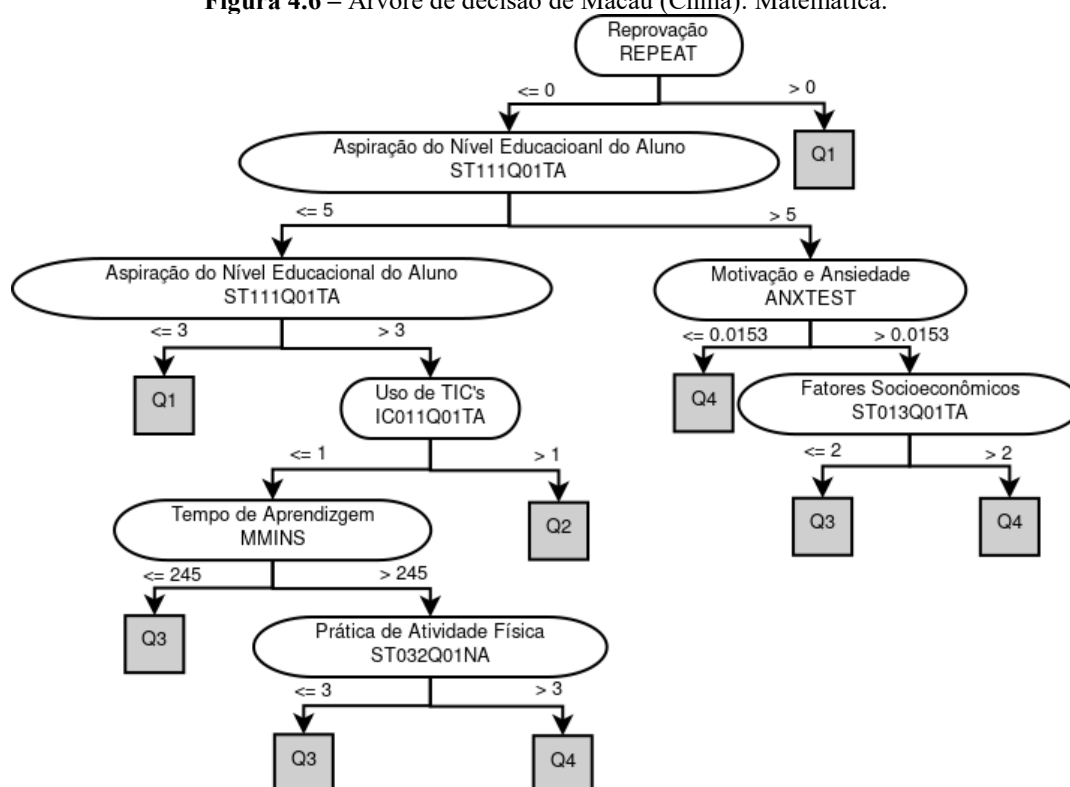 Figura 4.6 – Árvore de decisão de Macau (China). Matemática.
Reprovação
REPEAT
<= 0
> 0
Aspiração do Nível Educacioanl do Aluno
ST111Q01TA
Q1
<= 5
> 5
Aspiração do Nível Educacional do Aluno
ST111Q01TA
Motivação e Ansiedade
ANXTEST
<= 3
> 3
<= 0.0153
> 0.0153
Q1
Uso de TIC's
IC011Q01TA
Q4
Fatores Socioeconômicos
ST013Q01TA
<= 1
> 1
<= 2
> 2
Tempo de Aprendizgem
MMINS
Q2
Q3
Q4
<= 245
> 245
Q3
Prática de Atividade Física
ST032Q01NA
<= 3
> 3
Q3
Q4